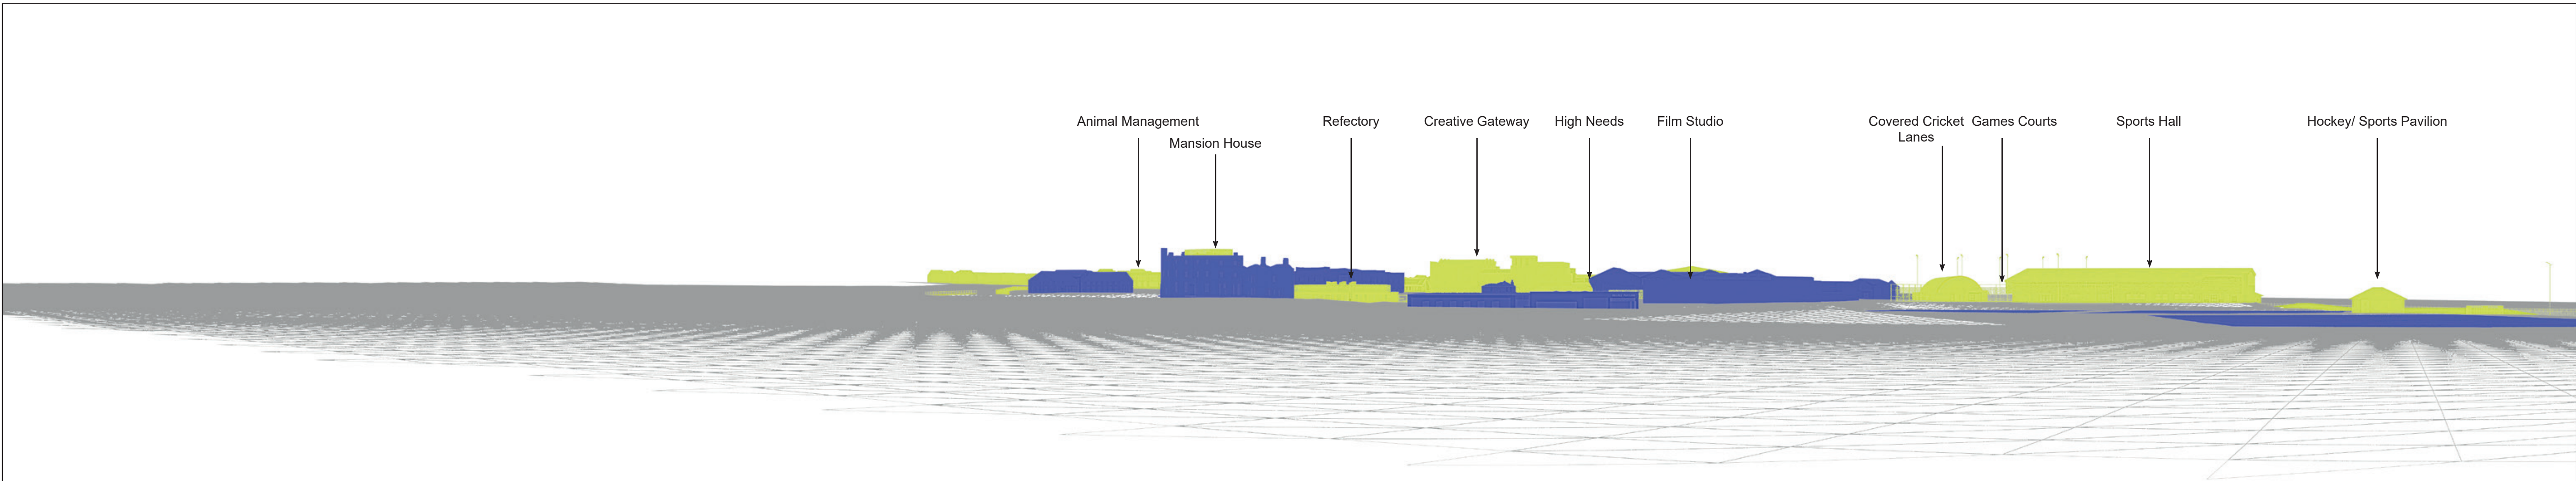 Animal Management
Mansion House
Refectory
Creative Gateway
High Needs
Film Studio
Covered Cricket
Lanes
Games Courts
Sports Hall
Hockey/ Sports Pavilion